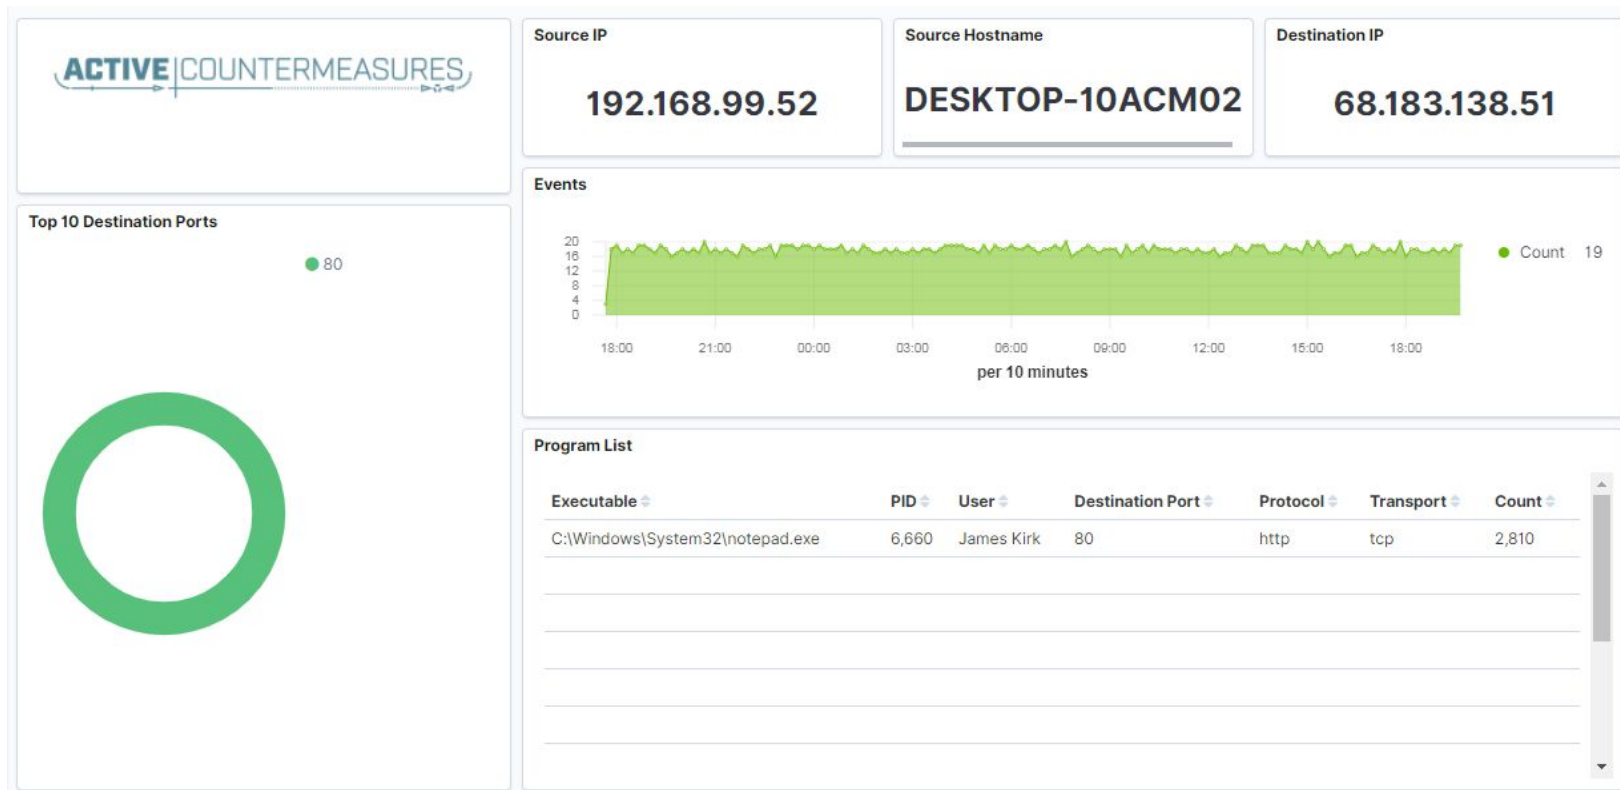 ACTIVE COUNTERMEASURES
Source IP
192.168.99.52
Source Hostname
DESKTOP-10ACM02
Destination IP
68.183.138.51
Top 10 Destination Ports
80
Events
20
16
12
8
4
0
18:00 21:00 00:00 03:00 06:00 09:00 12:00 15:00 18:00
per 10 minutes
Count 19
Program List
Executable PID User Destination Port Protocol Transport Count
C:\Windows\System32\notepad.exe 6,660 James Kirk 80 http tcp 2,810